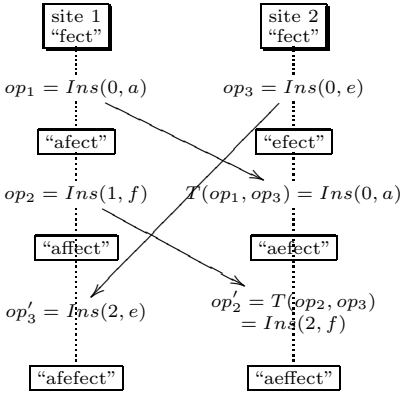 site 1
“fect”
site 2
“fect”
op₁ = Ins(0, a)
op₃ = Ins(0, e)
“afect”
“efect”
op₂ = Ins(1, f)
T(op₁, op₃) = Ins(0, a)
“affect”
“aefect”
op′₃ = Ins(2, e)
op′₂ = T(op₂, op₃)
= Ins(2, f)
“afefect”
“aeffect”